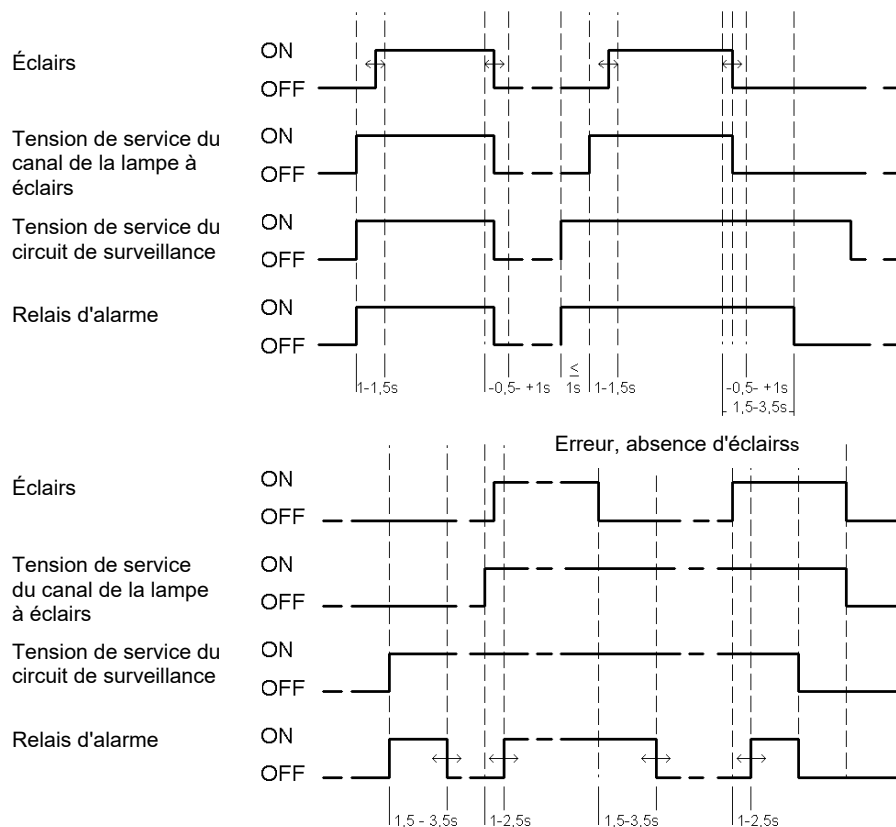 Éclairs
ON
OFF
Tension de service du
canal de la lampe à
éclairs
ON
OFF
Tension de service du
circuit de surveillance
ON
OFF
Relais d'alarme
ON
OFF
1-1,5s
-0,5- +1s
≤
1s
1-1,5s
-0,5- +1s
1,5-3,5s
Erreur, absence d'éclairss
Éclairs
ON
OFF
Tension de service
du canal de la lampe
à éclairs
ON
OFF
Tension de service du
circuit de surveillance
ON
OFF
Relais d'alarme
ON
OFF
1,5 - 3,5s
1-2,5s
1,5-3,5s
1-2,5s